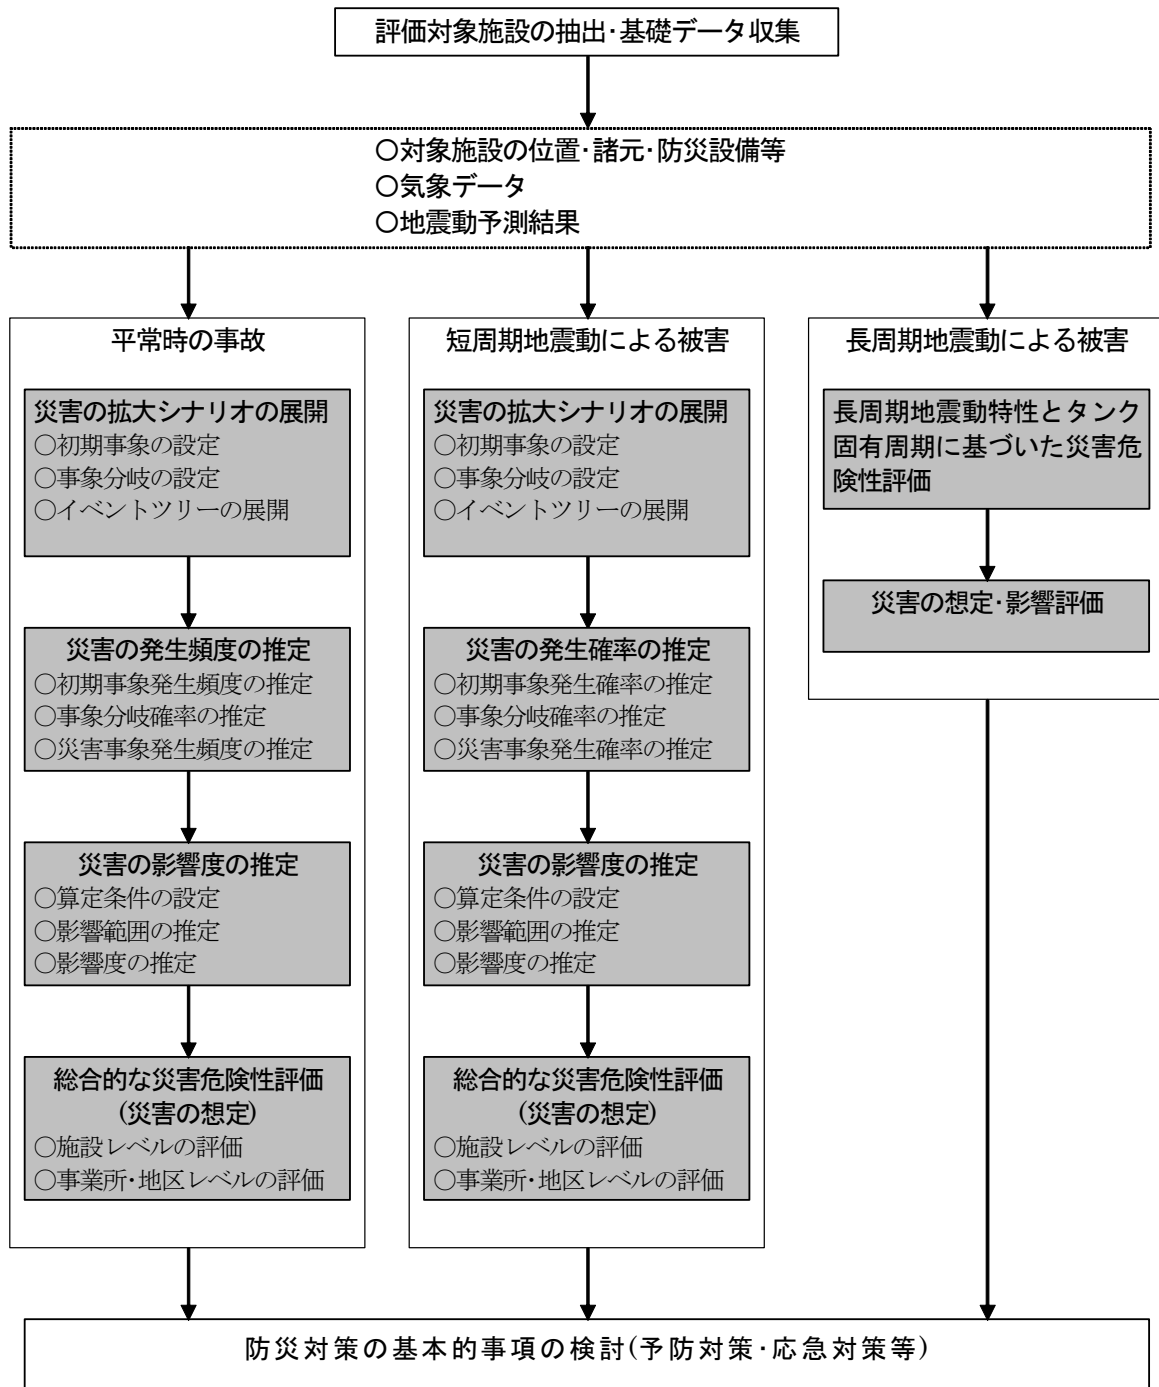 評価対象施設の抽出・基礎データ収集
○対象施設の位置・諸元・防災設備等
○気象データ
○地震動予測結果
平常時の事故
災害の拡大シナリオの展開
○初期事象の設定
○事象分岐の設定
○イベントツリーの展開
災害の発生頻度の推定
○初期事象発生頻度の推定
○事象分岐確率の推定
○災害事象発生頻度の推定
災害の影響度の推定
○算定条件の設定
○影響範囲の推定
○影響度の推定
総合的な災害危険性評価
(災害の想定)
○施設レベルの評価
○事業所・地区レベルの評価
短周期地震動による被害
災害の拡大シナリオの展開
○初期事象の設定
○事象分岐の設定
○イベントツリーの展開
災害の発生確率の推定
○初期事象発生確率の推定
○事象分岐確率の推定
○災害事象発生確率の推定
災害の影響度の推定
○算定条件の設定
○影響範囲の推定
○影響度の推定
総合的な災害危険性評価
(災害の想定)
○施設レベルの評価
○事業所・地区レベルの評価
長周期地震動による被害
長周期地震動特性とタンク
固有周期に基づいた災害危
険性評価
災害の想定・影響評価
防災対策の基本的事項の検討(予防対策・応急対策等)